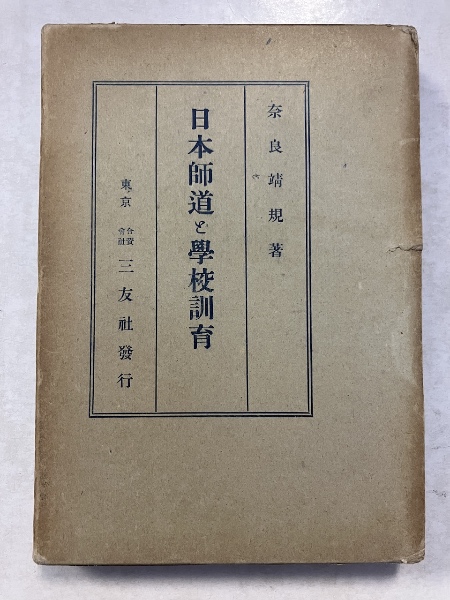 奈良靖規著
日本師道と學校訓育
東京 合資會社 三友社發行